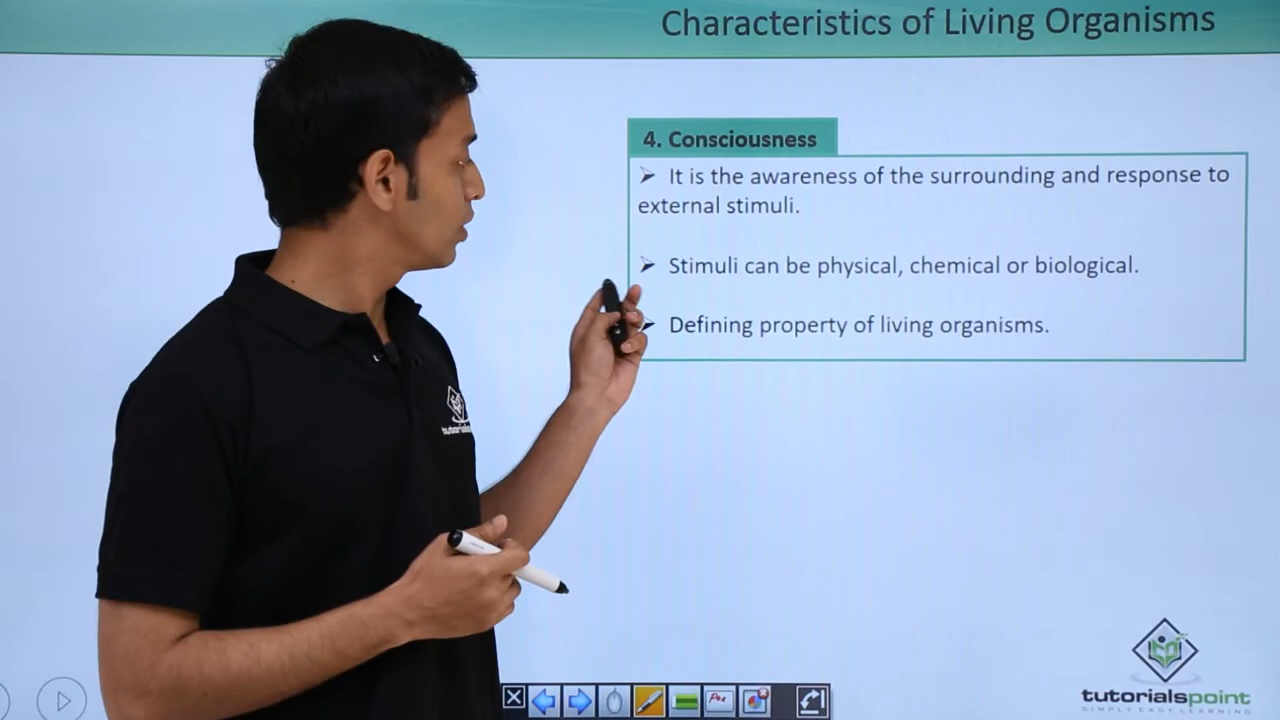 Characteristics of Living Organisms
4. Consciousness
➢ It is the awareness of the surrounding and response to
external stimuli.
➢ Stimuli can be physical, chemical or biological.
➢ Defining property of living organisms.
tutorialspoint
SIMPLY EASY LEARNING